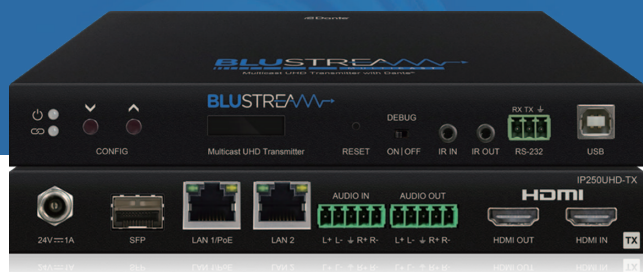 Dante
BLUSTREAM
Multicast UHD Transmitter with Dante®
BLUSTREAM
Multicast UHD Transmitter
CONFIG
RESET
DEBUG
ON | OFF
IR IN
IR OUT
RX TX
RS-232
USB
IP250UHD-TX
24V 1A
SFP
LAN 1/PoE
LAN 2
AUDIO IN
L+ L- R+ R-
AUDIO OUT
L+ L- R+ R-
HDMI
HDMI OUT
HDMI IN
TX